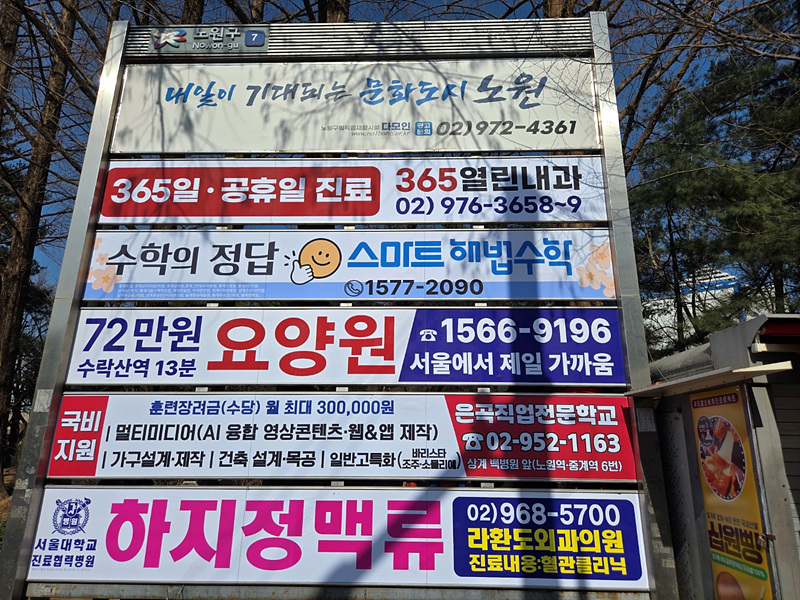 노원구 7
Nowon-gu
내일이 기대되는 문화도시 노원
노원구립직업재활시설 다모인 광고문의 02) 972-4361
365일·공휴일 진료 365열린내과
02) 976-3658~9
수학의 정답 스마트 해법수학
1577-2090
72만원 요양원 ☎1566-9196
수락산역 13분 서울에서 제일 가까움
국비지원
훈련장려금(수당) 월 최대 300,000원
| 멀티미디어(AI 융합 영상콘텐츠·웹&앱 제작)
| 가구설계·제작 | 건축 설계·목공 | 일반고특화(바리스타 조주·소믈리에)
은곡직업전문학교
☎02-952-1163
상계 백병원 앞(노원역·중계역 6번)
서울대학교
진료협력병원
하지정맥류
02) 968-5700
라환도외과의원
진료내용:혈관클리닉